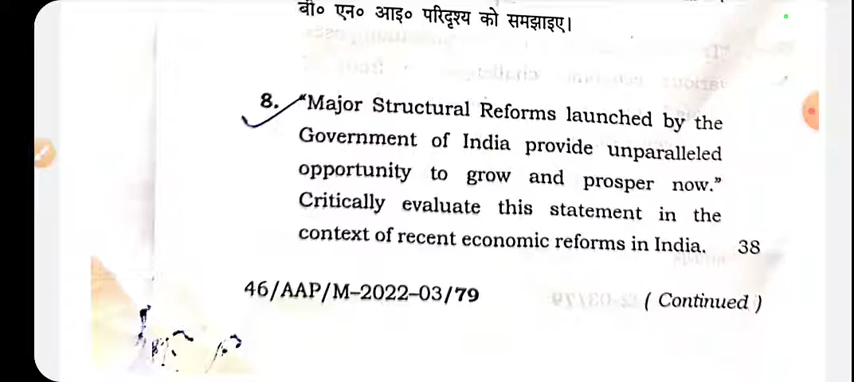 बी० एन० आइ० परिदृश्य को समझाइए।
8. “Major Structural Reforms launched by the
Government of India provide unparalleled
opportunity to grow and prosper now.”
Critically evaluate this statement in the
context of recent economic reforms in India. 38
46/AAP/M–2022–03/79 ( Continued )